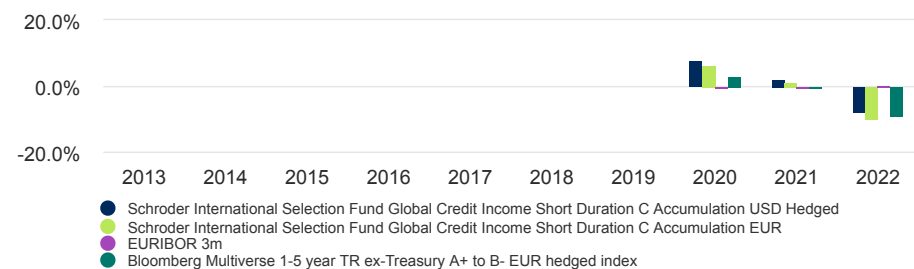 20.0%
0.0%
-20.0%
2013 2014 2015 2016 2017 2018 2019 2020 2021 2022
Schroder International Selection Fund Global Credit Income Short Duration C Accumulation USD Hedged
Schroder International Selection Fund Global Credit Income Short Duration C Accumulation EUR
EURIBOR 3m
Bloomberg Multiverse 1-5 year TR ex-Treasury A+ to B- EUR hedged index